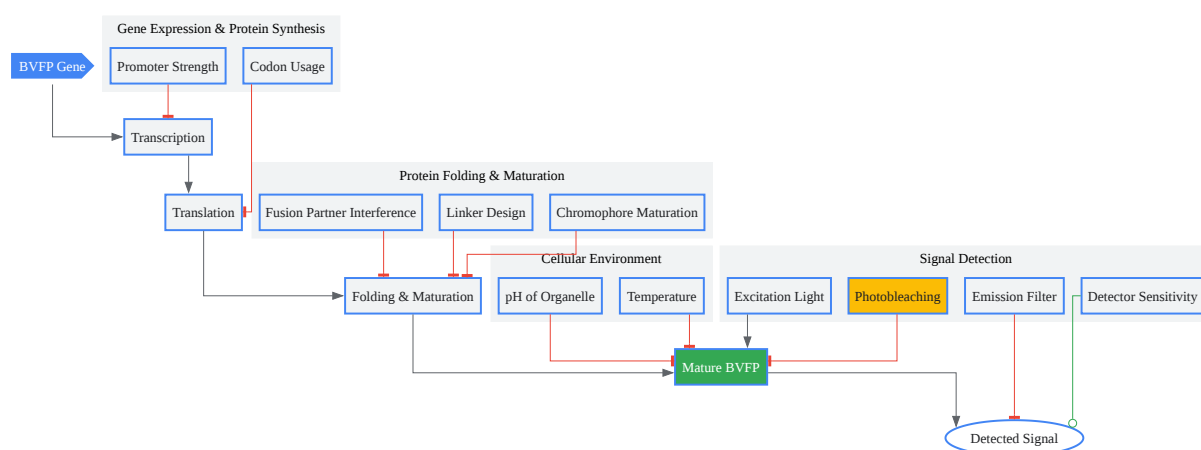 Gene Expression & Protein Synthesis
BVFP Gene
Promoter Strength
Codon Usage
Transcription
Protein Folding & Maturation
Translation
Fusion Partner Interference
Linker Design
Chromophore Maturation
Cellular Environment
Signal Detection
Folding & Maturation
pH of Organelle
Temperature
Excitation Light
Photobleaching
Emission Filter
Detector Sensitivity
Mature BVFP
Detected Signal